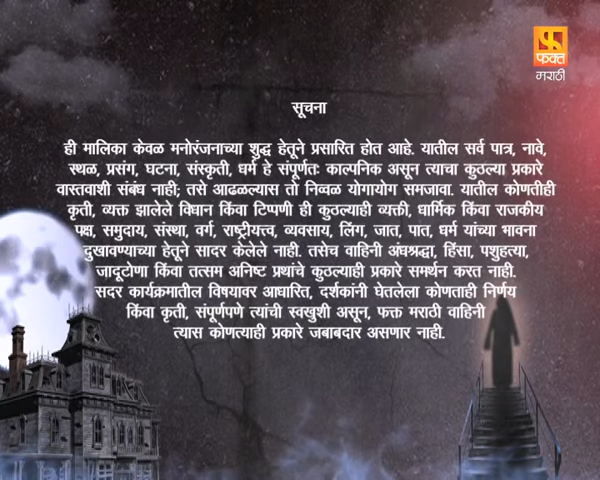 फक्त
मराठी
सूचना
ही मालिका केवळ मनोरंजनाच्या शुद्ध हेतूने प्रसारित होत आहे. यातील सर्व पात्र, नावे,
स्थळ, प्रसंग, घटना, संस्कृती, धर्म हे संपूर्णतः काल्पनिक असून त्याचा कुठल्या प्रकारे
वास्तवाशी संबंध नाही; तसे आढळल्यास तो निव्वळ योगायोग समजावा. यातील कोणतीही
कृती, व्यक्त झालेले विधान किंवा टिप्पणी ही कुठल्याही व्यक्ती, धार्मिक किंवा राजकीय
पक्ष, समुदाय, संस्था, वर्ग, राष्ट्रीयत्त्व, व्यवसाय, लिंग, जात, पात, धर्म यांच्या भावना
दुखावण्याच्या हेतूने सादर केलेले नाही. तसेच वाहिनी अंधश्रद्धा, हिंसा, पशुहत्या,
जादूटोणा किंवा तत्सम अनिष्ट प्रथांचे कुठल्याही प्रकारे समर्थन करत नाही.
सदर कार्यक्रमातील विषयावर आधारित, दर्शकांनी घेतलेला कोणताही निर्णय
किंवा कृती, संपूर्णपणे त्यांची स्वखुशी असून, फक्त मराठी वाहिनी
त्यास कोणत्याही प्रकारे जबाबदार असणार नाही.